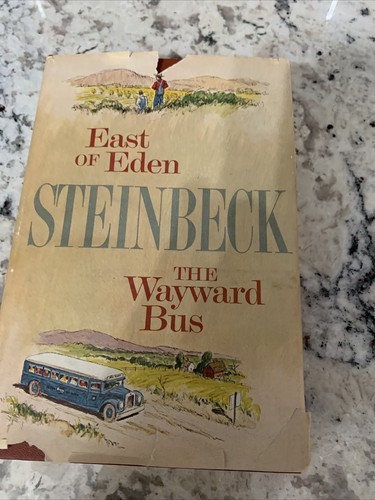 East
OF Eden
STEINBECK
THE
Wayward
Bus